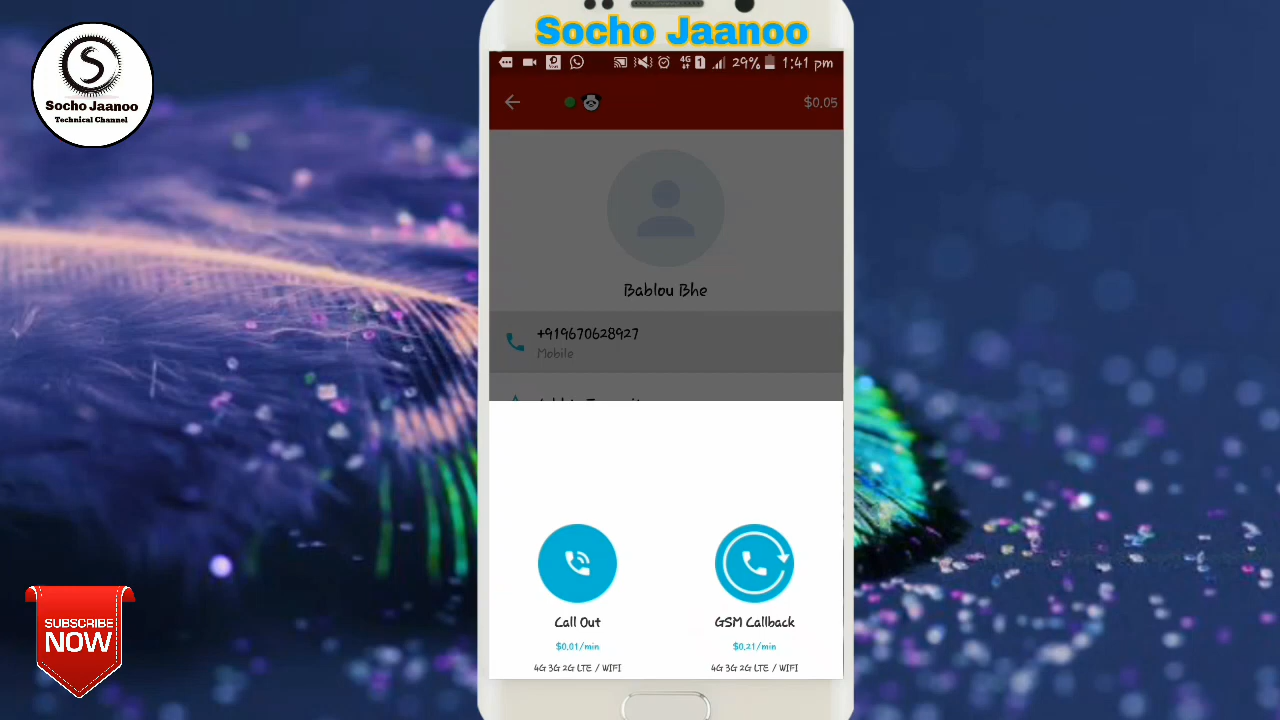 Socho Jaanoo
Socho Jaanoo
Technical Channel
4G 1 29% 1:41 pm
$0.05
Bablou Bhe
+919670628927
Mobile
Call Out
$0.01/min
4G 3G 2G LTE / WIFI
GSM Callback
$0.21/min
4G 3G 2G LTE / WIFI
SUBSCRIBE
NOW